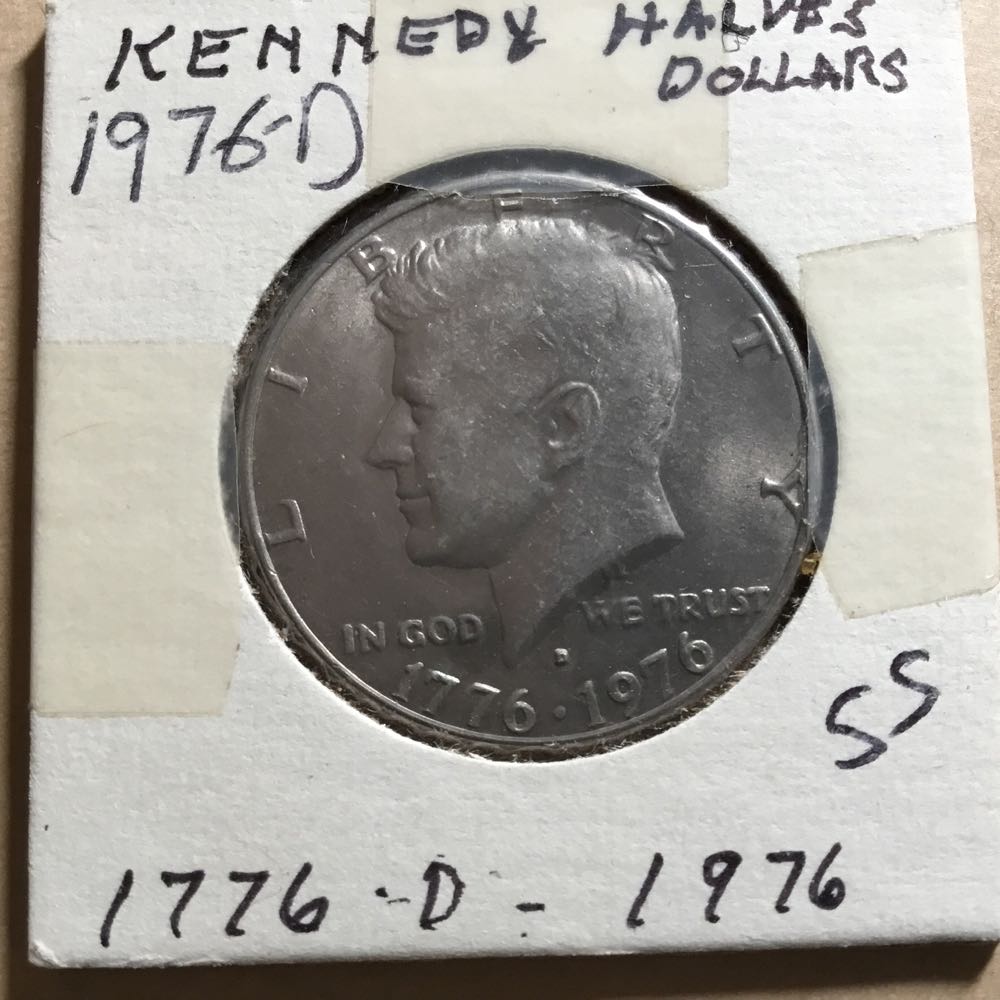 KENNEDY HALVES
DOLLARS
1976-D
LIBERTY
IN GOD WE TRUST
D
1776 · 1976
SS
1776 - D - 1976